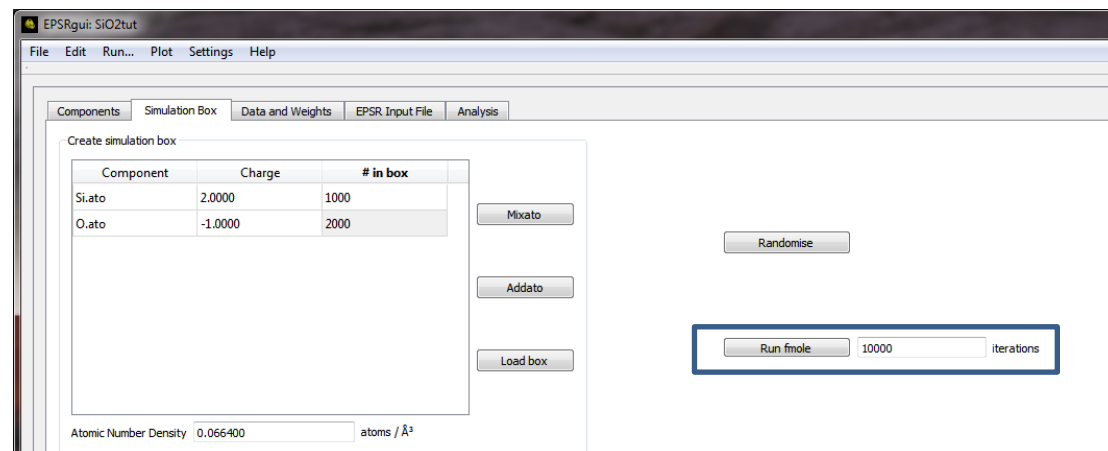 EPSRgui: SiO2tut
File Edit Run... Plot Settings Help
Components Simulation Box Data and Weights EPSR Input File Analysis
Create simulation box
Component Charge # in box
Si.ato 2.0000 1000
O.ato -1.0000 2000
Mixato
Randomise
Addato
Run fmole 10000 iterations
Load box
Atomic Number Density 0.066400 atoms / Å³